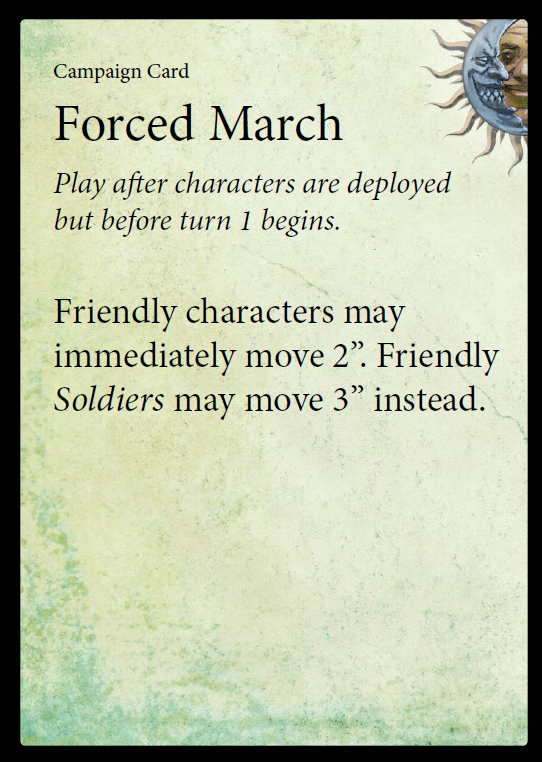 Campaign Card
Forced March
Play after characters are deployed
but before turn 1 begins.
Friendly characters may
immediately move 2”. Friendly
Soldiers may move 3” instead.